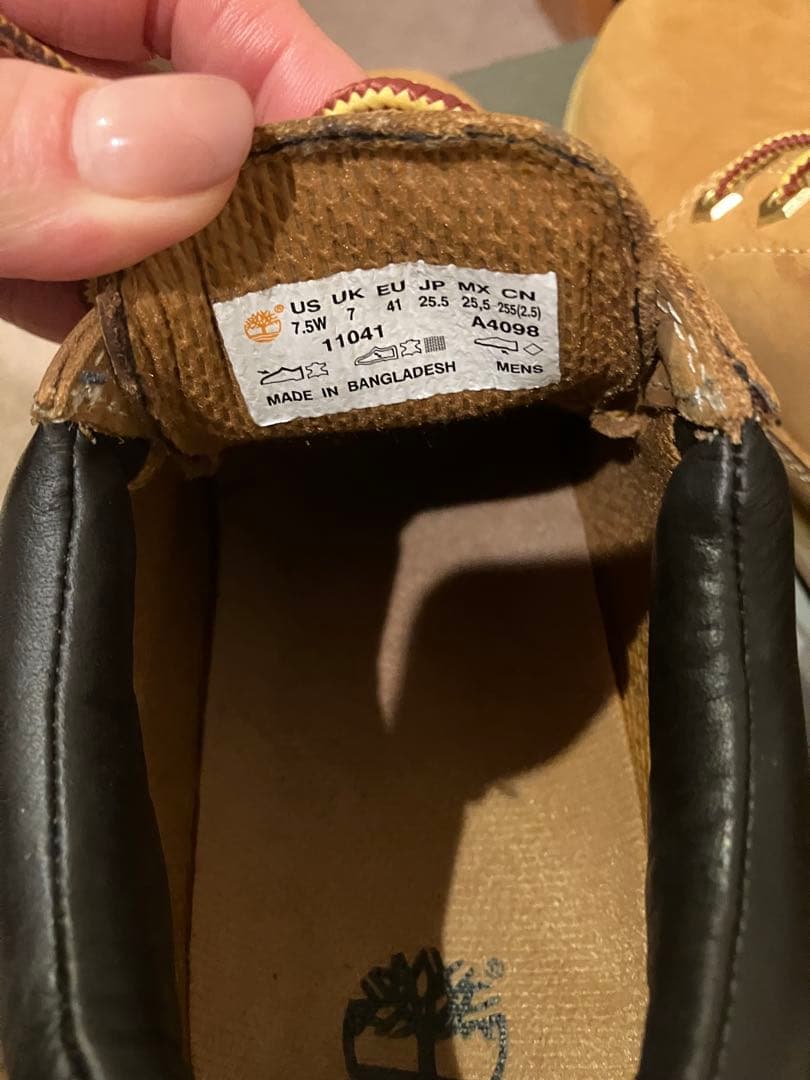 US UK EU JP MX CN
7.5W 7 41 25.5 25,5 255(2.5)
11041 A4098
MENS
MADE IN BANGLADESH
®